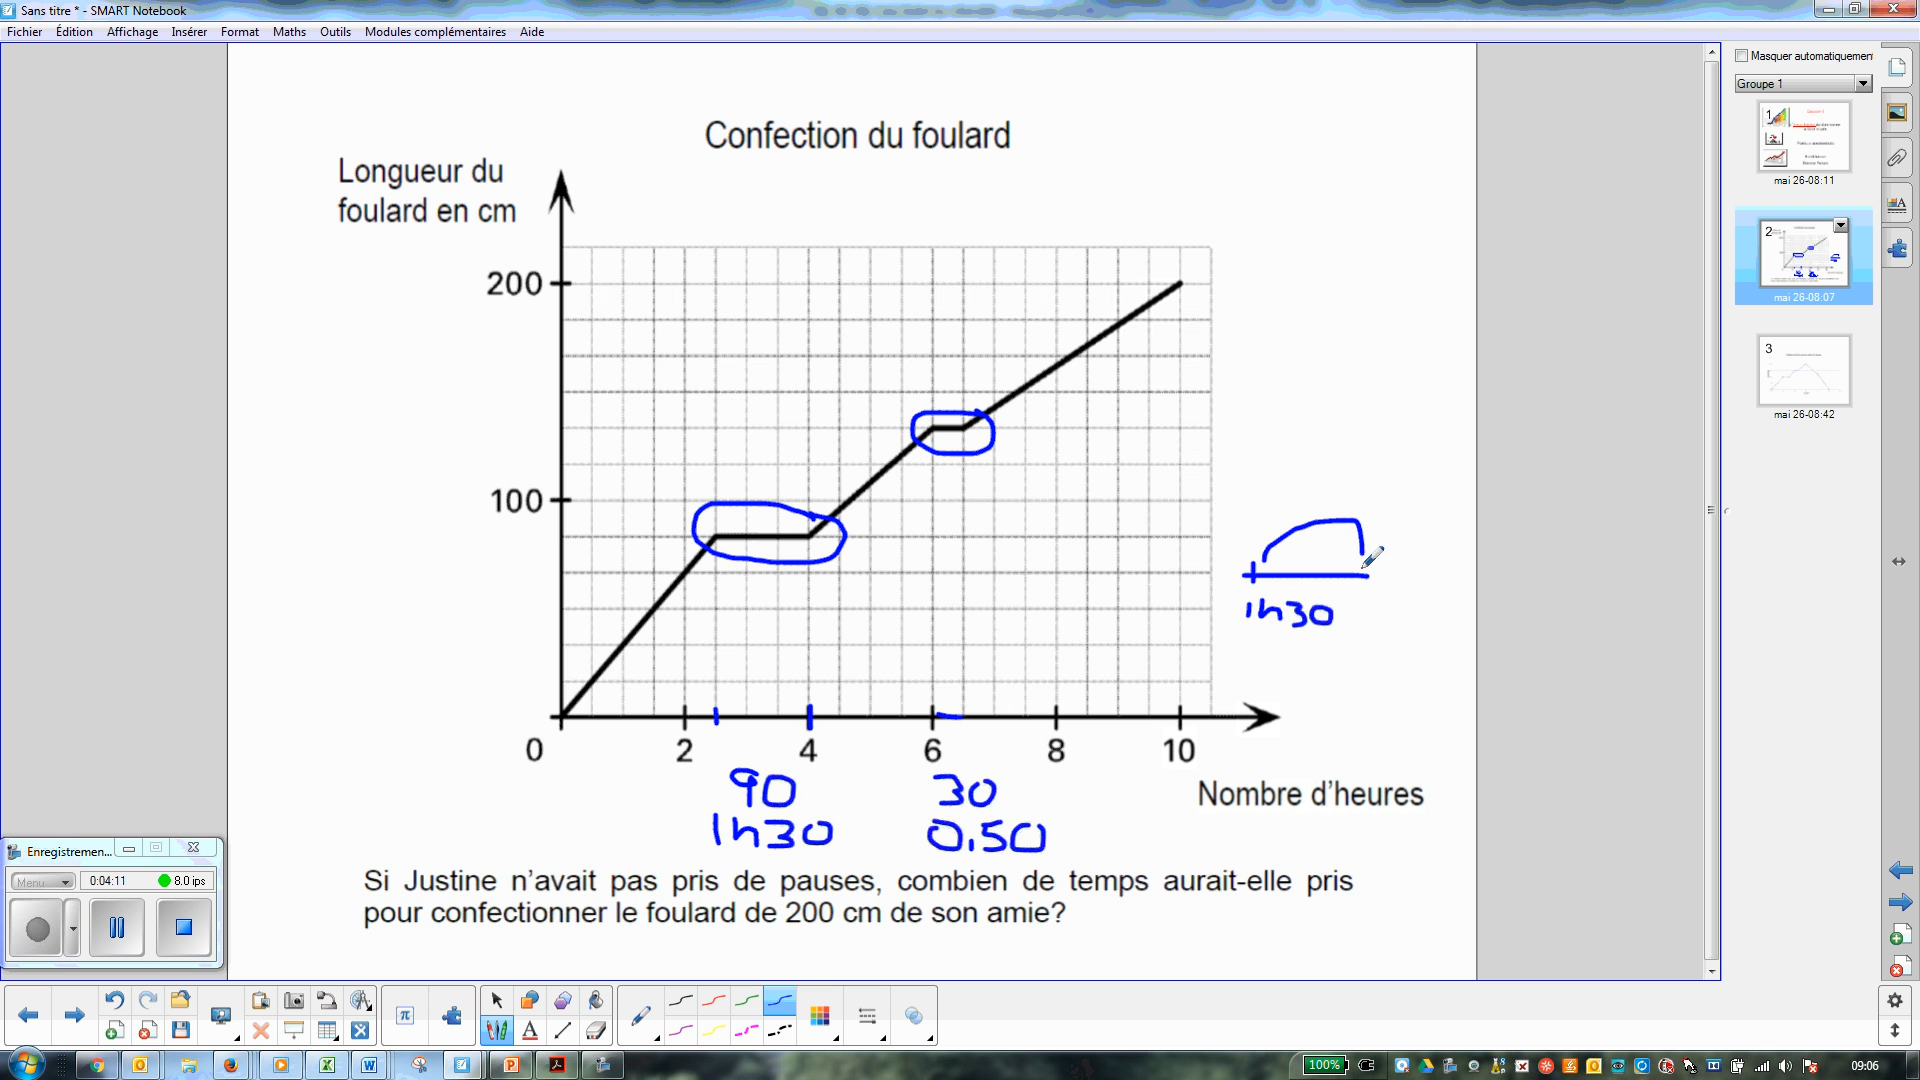 Sans titre * - SMART Notebook
Fichier Édition Affichage Insérer Format Maths Outils Modules complémentaires Aide
Masquer automatiquement
Groupe 1
Confection du foulard
Longueur du
foulard en cm
200
100
0 2 4 6 8 10
Nombre d'heures
90
1h30
30
0,50
1h30
Si Justine n'avait pas pris de pauses, combien de temps aurait-elle pris
pour confectionner le foulard de 200 cm de son amie?
1
mai 26-08:11
2
mai 26-08:07
3
mai 26-08:42
Enregistremen...
Menu 0:04:11 8.0 ips
100%
09:06